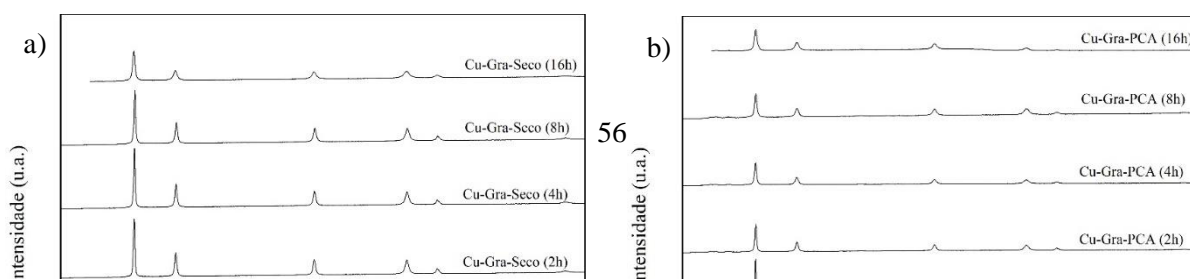 a)
Cu-Gra-Seco (16h)
Cu-Gra-Seco (8h)
Cu-Gra-Seco (4h)
Cu-Gra-Seco (2h)
ntensidade (u.a.)
56
b)
Cu-Gra-PCA (16h)
Cu-Gra-PCA (8h)
Cu-Gra-PCA (4h)
Cu-Gra-PCA (2h)
ntensidade (u.a.)